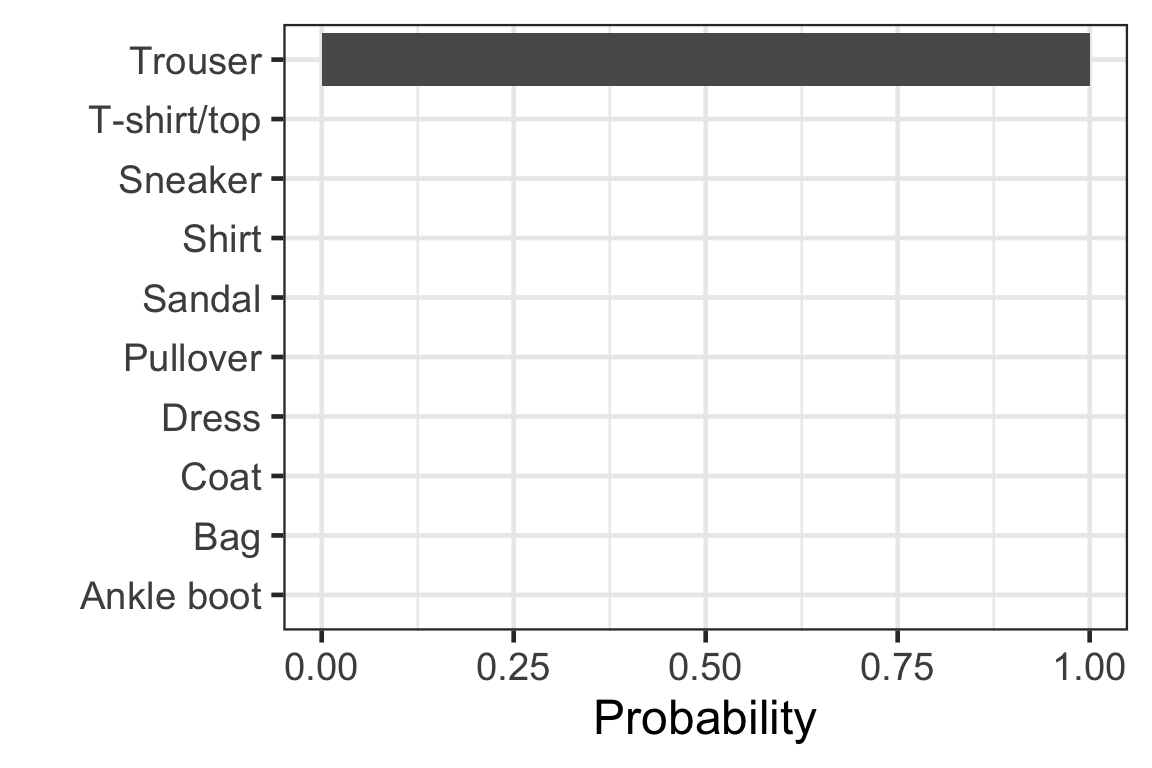 Trouser
T-shirt/top
Sneaker
Shirt
Sandal
Pullover
Dress
Coat
Bag
Ankle boot
0.00 0.25 0.50 0.75 1.00
Probability